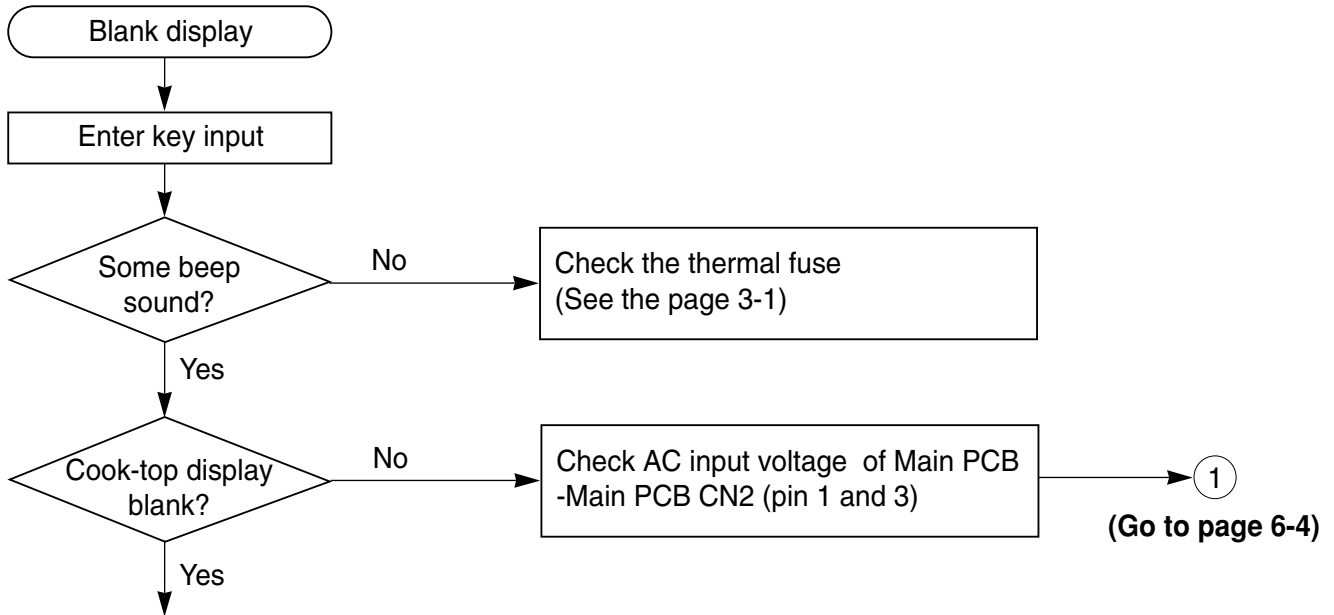 Blank display
Enter key input
Some beep
sound?
No
Check the thermal fuse
(See the page 3-1)
Yes
Cook-top display
blank?
No
Check AC input voltage  of Main PCB
-Main PCB CN2 (pin 1 and 3)
1
(Go to page 6-4)
Yes